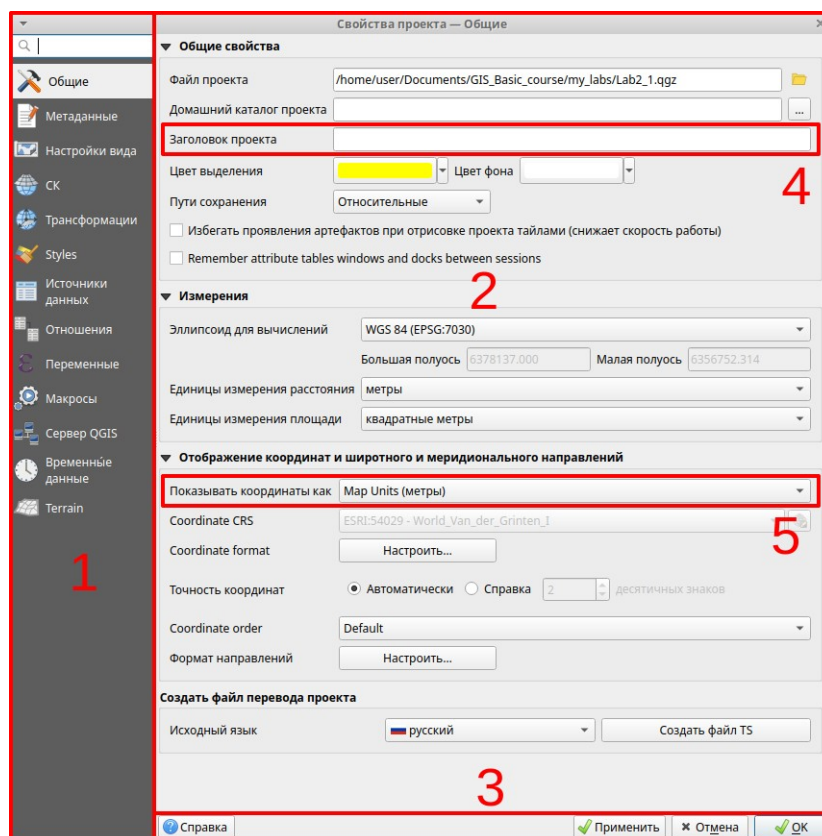 Свойства проекта — Общие
Общие
Метаданные
Настройки вида
СК
Трансформации
Styles
Источники
данных
Отношения
Переменные
Макросы
Сервер QGIS
Временны́е
данные
Terrain
1
Общие свойства
Файл проекта /home/user/Documents/GIS_Basic_course/my_labs/Lab2_1.qgz
Домашний каталог проекта ...
Заголовок проекта
4
Цвет выделения Цвет фона
Пути сохранения Относительные
Избегать проявления артефактов при отрисовке проекта тайлами (снижает скорость работы)
Remember attribute tables windows and docks between sessions
2
Измерения
Эллипсоид для вычислений WGS 84 (EPSG:7030)
Большая полуось 6378137.000 Малая полуось 6356752.314
Единицы измерения расстояния метры
Единицы измерения площади квадратные метры
Отображение координат и широтного и меридионального направлений
Показывать координаты как Map Units (метры)
Coordinate CRS ESRI:54029 - World_Van_der_Grinten_I
5
Coordinate format Настроить...
Точность координат Автоматически Справка 2 десятичных знаков
Coordinate order Default
Формат направлений Настроить...
Создать файл перевода проекта
Исходный язык русский Создать файл TS
3
Справка Применить Отмена OK